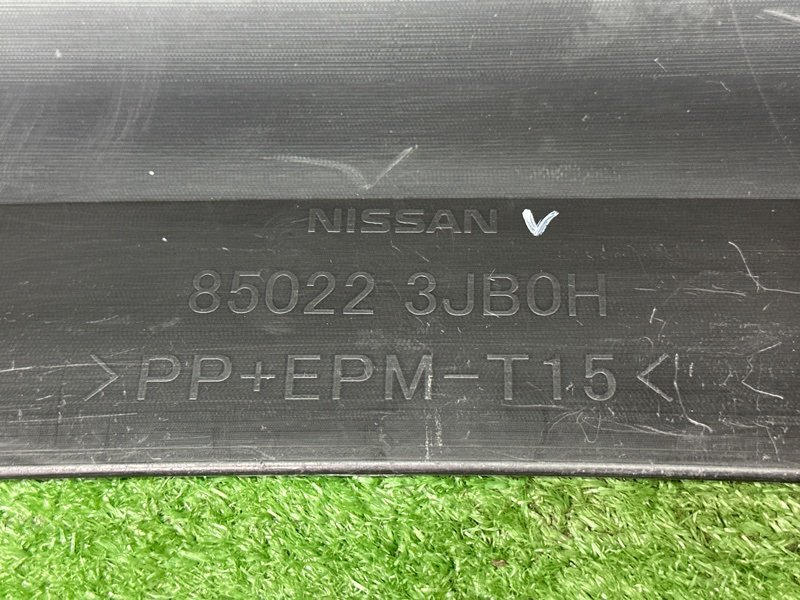 NISSAN
85022 3JB0H
>PP+EPM-T15<